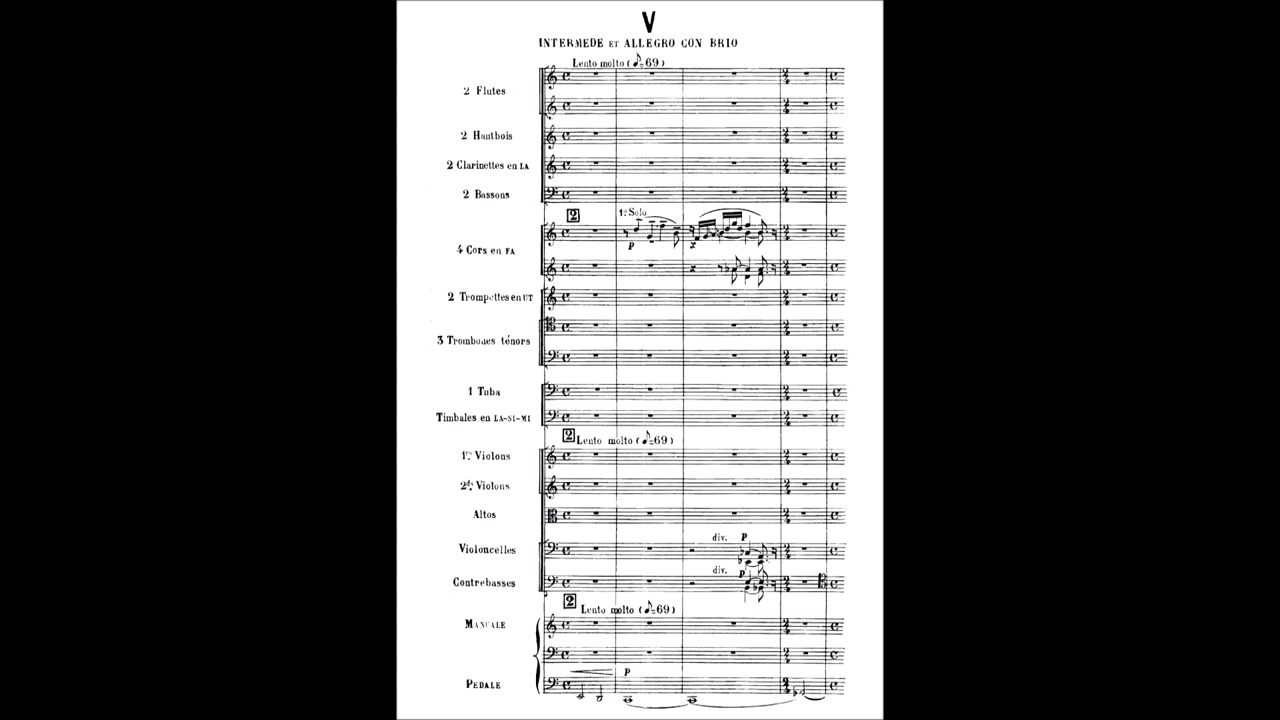 V
INTERMEDE ET ALLEGRO CON BRIO
Lento molto (♪=69)
2 Flutes
2 Hautbois
2 Clarinettes en LA
2 Bassons
2
1º Solo
p
4 Cors en FA
2 Trompettes en UT
3 Trombones ténors
1 Tuba
Timbales en LA-SI-MI
2 Lento molto (♪=69)
1rs Violons
2ds Violons
Altos
div. p
Violoncelles
div. p
Contrebasses
2 Lento molto (♪=69)
MANUALE
p
PEDALE